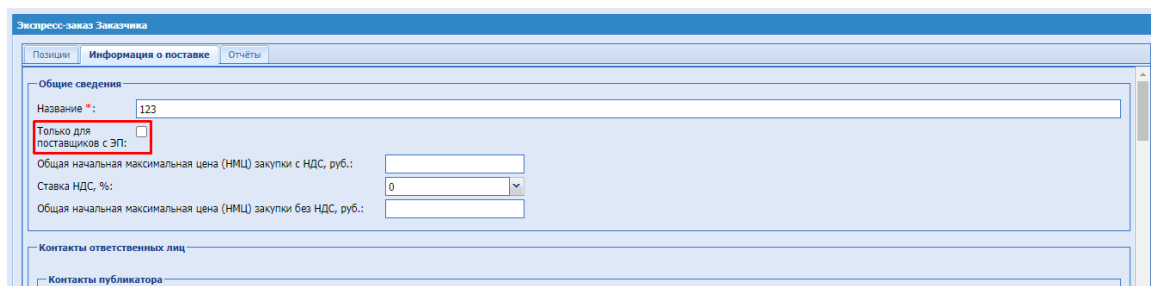 Экспресс-заказ Заказчика
Позиции Информация о поставке Отчёты
Общие сведения
Название *: 123
Только для
поставщиков с ЭП:
Общая начальная максимальная цена (НМЦ) закупки с НДС, руб.:
Ставка НДС, %: 0
Общая начальная максимальная цена (НМЦ) закупки без НДС, руб.:
Контакты ответственных лиц
Контакты публикатора